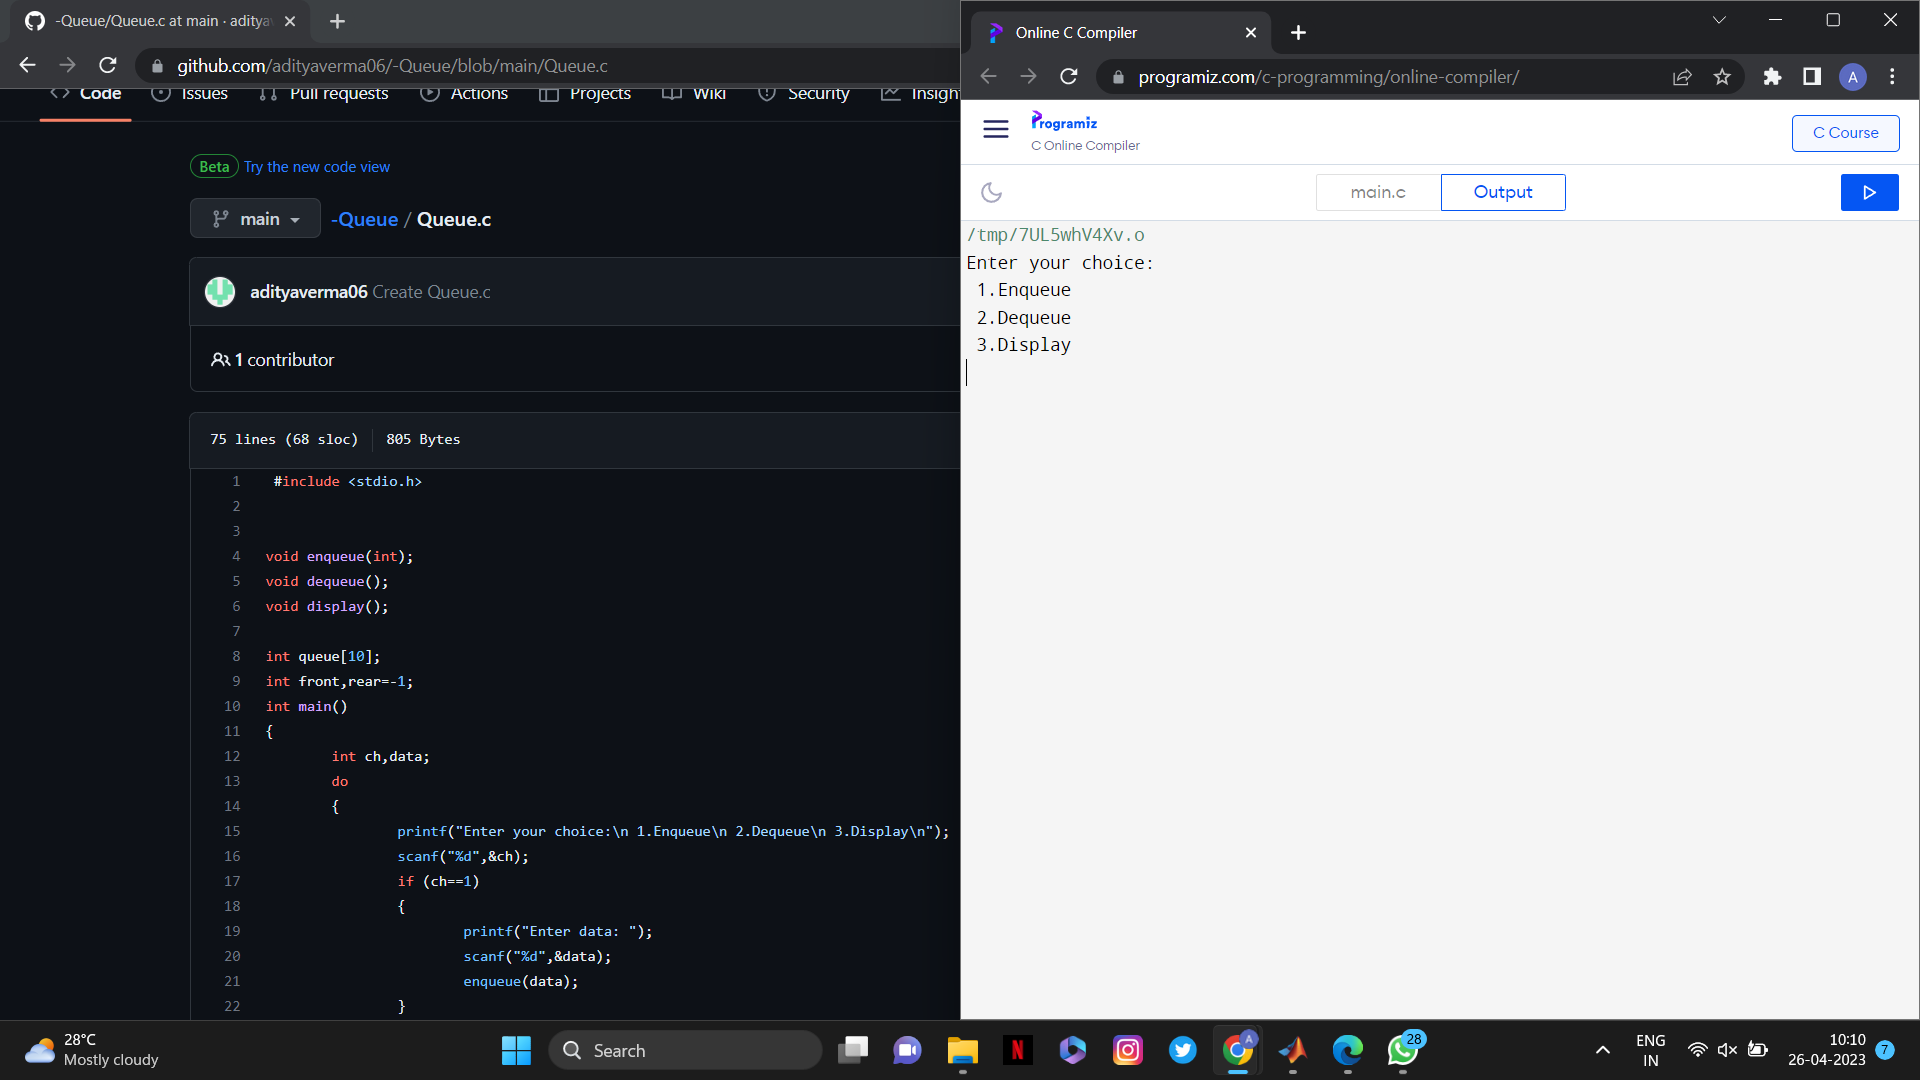 -Queue/Queue.c at main · aditya
github.com/adityaverma06/-Queue/blob/main/Queue.c
Code Issues Pull requests Actions Projects Wiki Security Insigh
Beta Try the new code view
main -Queue / Queue.c
adityaverma06 Create Queue.c
1 contributor
75 lines (68 sloc) 805 Bytes
1 #include <stdio.h>
2
3
4 void enqueue(int);
5 void dequeue();
6 void display();
7
8 int queue[10];
9 int front,rear=-1;
10 int main()
11 {
12 int ch,data;
13 do
14 {
15 printf("Enter your choice:\n 1.Enqueue\n 2.Dequeue\n 3.Display\n");
16 scanf("%d",&ch);
17 if (ch==1)
18 {
19 printf("Enter data: ");
20 scanf("%d",&data);
21 enqueue(data);
22 }
Online C Compiler
programiz.com/c-programming/online-compiler/
A
Programiz
C Online Compiler
C Course
main.c Output
/tmp/7UL5whV4Xv.o
Enter your choice:
1.Enqueue
2.Dequeue
3.Display
28°C
Mostly cloudy
Search
A
28
ENG
IN
10:10
26-04-2023
7